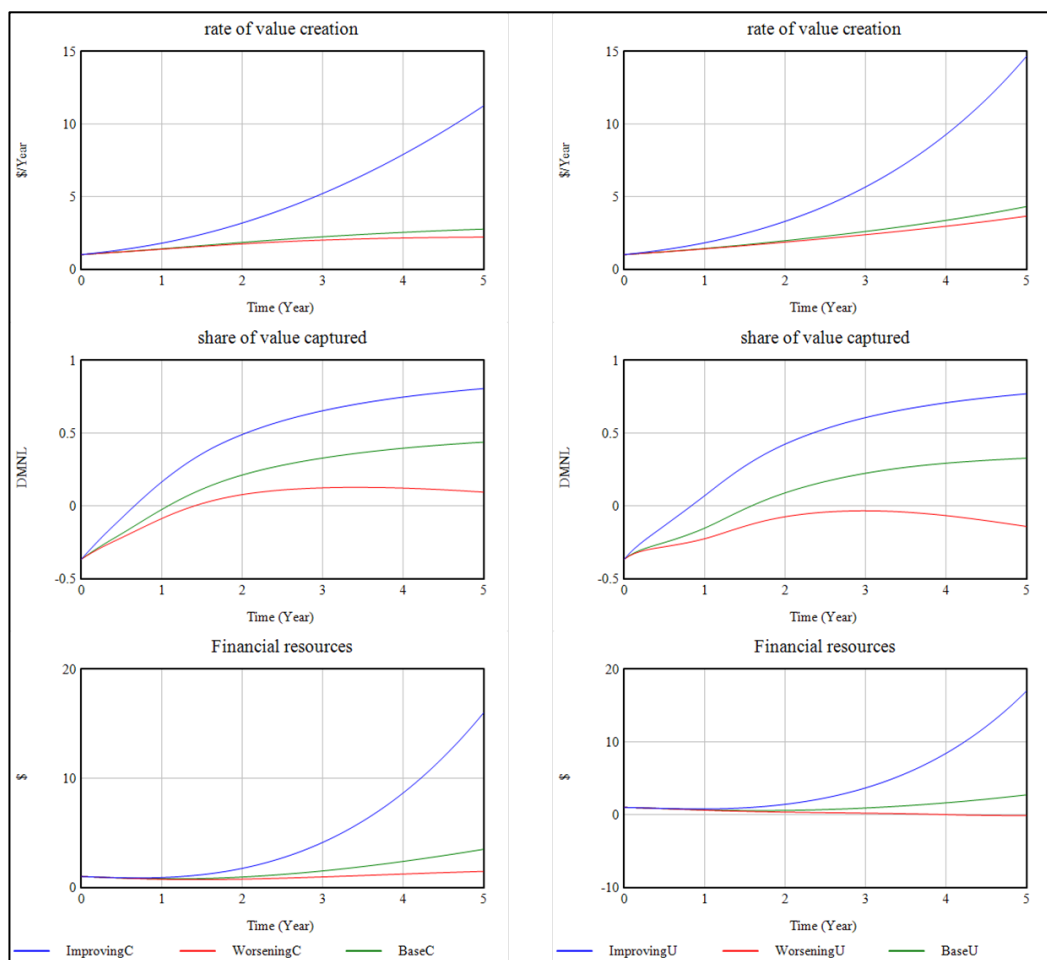 rate of value creation
15
10
5
0
$/Year
0 1 2 3 4 5
Time (Year)
share of value captured
1
0.5
0
-0.5
DMNL
0 1 2 3 4 5
Time (Year)
Financial resources
20
10
0
$
0 1 2 3 4 5
Time (Year)
ImprovingC WorseningC BaseC
rate of value creation
15
10
5
0
$/Year
0 1 2 3 4 5
Time (Year)
share of value captured
1
0.5
0
-0.5
DMNL
0 1 2 3 4 5
Time (Year)
Financial resources
20
10
0
-10
$
0 1 2 3 4 5
Time (Year)
ImprovingU WorseningU BaseU